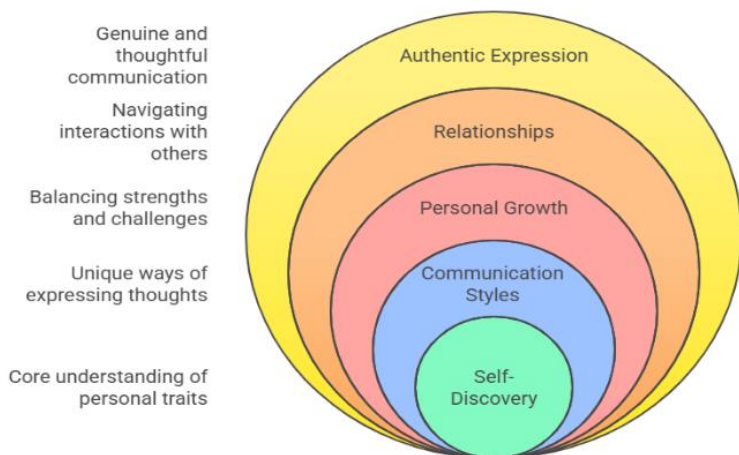 Genuine and
thoughtful
communication
Authentic Expression
Navigating
interactions with
others
Relationships
Balancing strengths
and challenges
Personal Growth
Unique ways of
expressing thoughts
Communication
Styles
Core understanding of
personal traits
Self-
Discovery